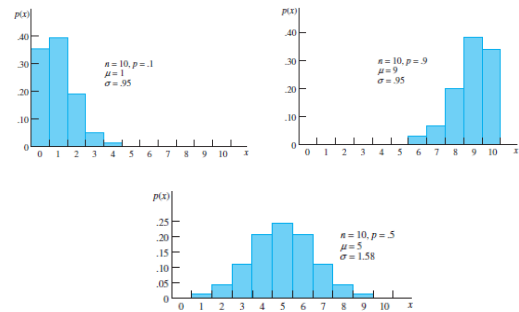 p(x)
.40
.30
.20
.10
0
n = 10, p = .1
μ = 1
σ = .95
0 1 2 3 4 5 6 7 8 9 10 x
p(x)
.40
.30
.20
.10
0
n = 10, p = .9
μ = 9
σ = .95
0 1 2 3 4 5 6 7 8 9 10 x
p(x)
.25
.20
.15
.10
.05
0
n = 10, p = .5
μ = 5
σ = 1.58
0 1 2 3 4 5 6 7 8 9 10 x